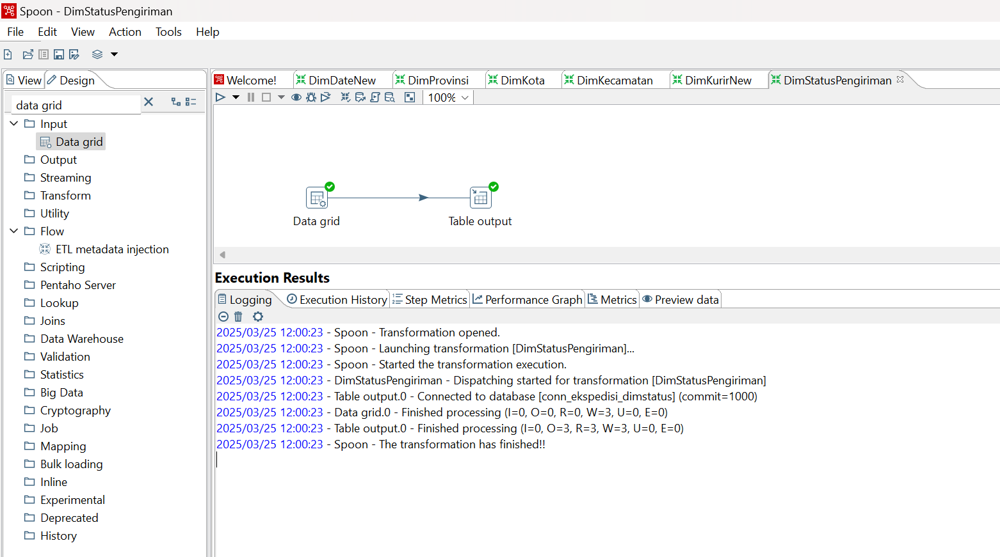 Spoon - DimStatusPengiriman
File Edit View Action Tools Help
View Design
Welcome! DimDateNew DimProvinsi DimKota DimKecamatan DimKurirNew DimStatusPengiriman
data grid
100%
Input
Data grid
Output
Streaming
Transform
Utility
Flow
ETL metadata injection
Scripting
Pentaho Server
Lookup
Joins
Data Warehouse
Validation
Statistics
Big Data
Cryptography
Job
Mapping
Bulk loading
Inline
Experimental
Deprecated
History
Data grid Table output
Execution Results
Logging Execution History Step Metrics Performance Graph Metrics Preview data
2025/03/25 12:00:23 - Spoon - Transformation opened.
2025/03/25 12:00:23 - Spoon - Launching transformation [DimStatusPengiriman]...
2025/03/25 12:00:23 - Spoon - Started the transformation execution.
2025/03/25 12:00:23 - DimStatusPengiriman - Dispatching started for transformation [DimStatusPengiriman]
2025/03/25 12:00:23 - Table output.0 - Connected to database [conn_ekspedisi_dimstatus] (commit=1000)
2025/03/25 12:00:23 - Data grid.0 - Finished processing (I=0, O=0, R=0, W=3, U=0, E=0)
2025/03/25 12:00:23 - Table output.0 - Finished processing (I=0, O=3, R=3, W=3, U=0, E=0)
2025/03/25 12:00:23 - Spoon - The transformation has finished!!